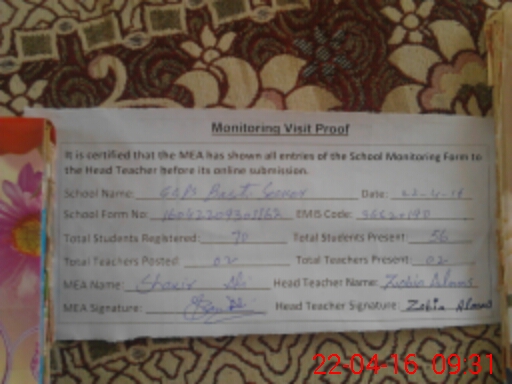 Monitoring Visit Proof
It is certified that the MEA has shown all entries of the School Monitoring Form to
the Head Teacher before its online submission.
School Name: GGPS Basti Date:
School Form No: EMIS Code:
Total Students Registered: 70 Total Students Present: 56
Total Teachers Posted: 02 Total Teachers Present: 02
MEA Name: Head Teacher Name:
MEA Signature: Head Teacher Signature:
22-04-16 09:31